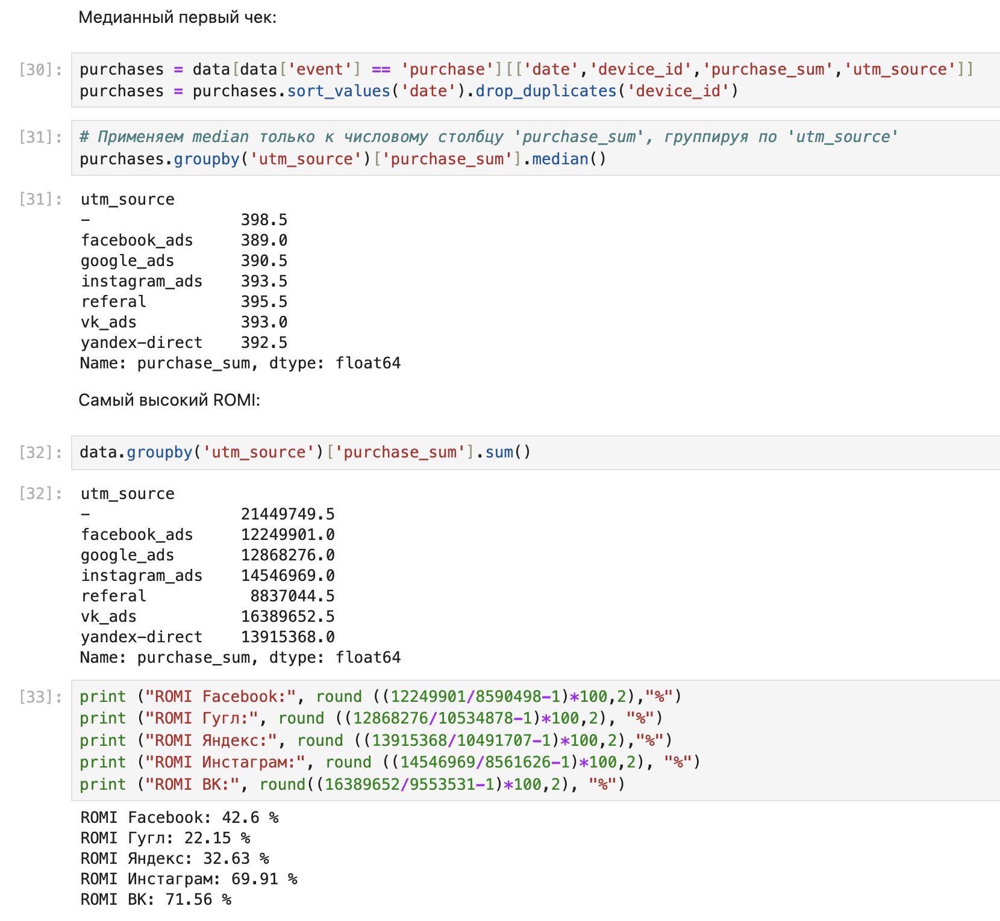 Медианный первый чек:
[30]: purchases = data[data['event'] == 'purchase'][['date','device_id','purchase_sum','utm_source']]
purchases = purchases.sort_values('date').drop_duplicates('device_id')
[31]: # Применяем median только к числовому столбцу 'purchase_sum', группируя по 'utm_source'
purchases.groupby('utm_source')['purchase_sum'].median()
[31]: utm_source
-                398.5
facebook_ads     389.0
google_ads       390.5
instagram_ads    393.5
referal          395.5
vk_ads           393.0
yandex-direct    392.5
Name: purchase_sum, dtype: float64
Самый высокий ROMI:
[32]: data.groupby('utm_source')['purchase_sum'].sum()
[32]: utm_source
-                21449749.5
facebook_ads     12249901.0
google_ads       12868276.0
instagram_ads    14546969.0
referal           8837044.5
vk_ads           16389652.5
yandex-direct    13915368.0
Name: purchase_sum, dtype: float64
[33]: print ("ROMI Facebook:", round ((12249901/8590498-1)*100,2),"%")
print ("ROMI Гугл:", round ((12868276/10534878-1)*100,2), "%")
print ("ROMI Яндекс:", round ((13915368/10491707-1)*100,2),"%")
print ("ROMI Инстаграм:", round ((14546969/8561626-1)*100,2), "%")
print ("ROMI ВК:", round((16389652/9553531-1)*100,2), "%")
ROMI Facebook: 42.6 %
ROMI Гугл: 22.15 %
ROMI Яндекс: 32.63 %
ROMI Инстаграм: 69.91 %
ROMI ВК: 71.56 %